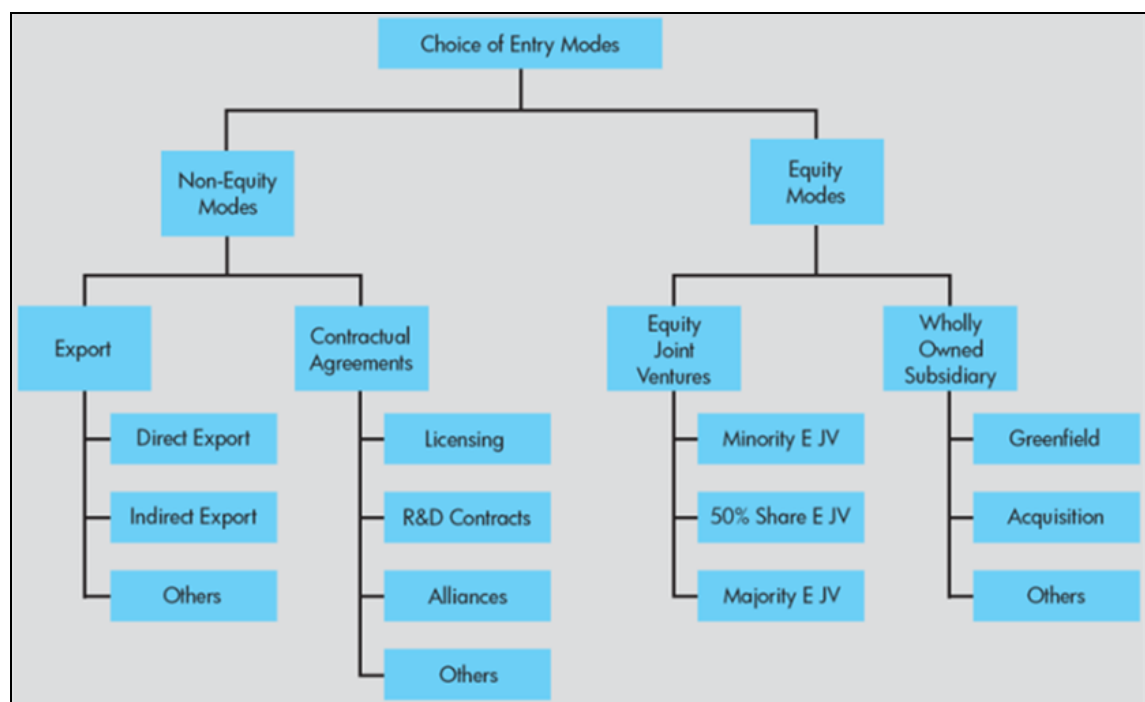 Choice of Entry Modes
Non-Equity
Modes
Equity
Modes
Export
Contractual
Agreements
Equity
Joint
Ventures
Wholly
Owned
Subsidiary
Direct Export
Indirect Export
Others
Licensing
R&D Contracts
Alliances
Others
Minority E JV
50% Share E JV
Majority E JV
Greenfield
Acquisition
Others